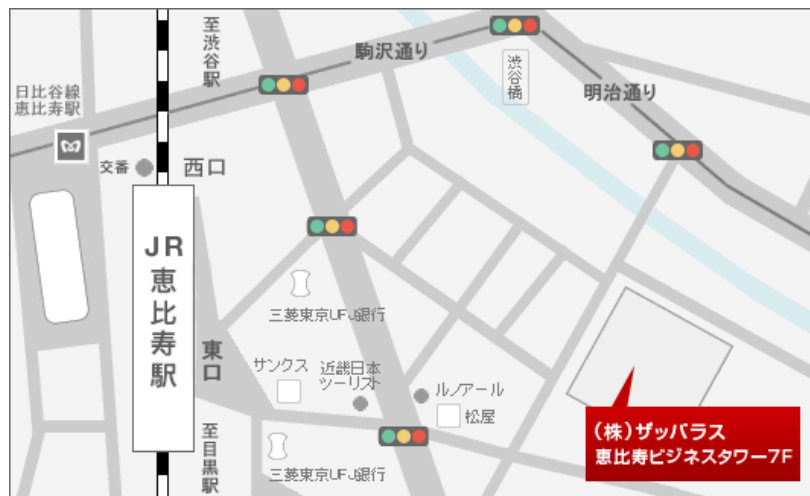 至渋谷駅
駒沢通り
渋谷橋
明治通り
日比谷線
恵比寿駅
交番
西口
JR恵比寿駅
三菱東京UFJ銀行
東口
サンクス
近畿日本
ツーリスト
ルノアール
松屋
至目黒駅
三菱東京UFJ銀行
(株)ザッパラス
恵比寿ビジネスタワー7F